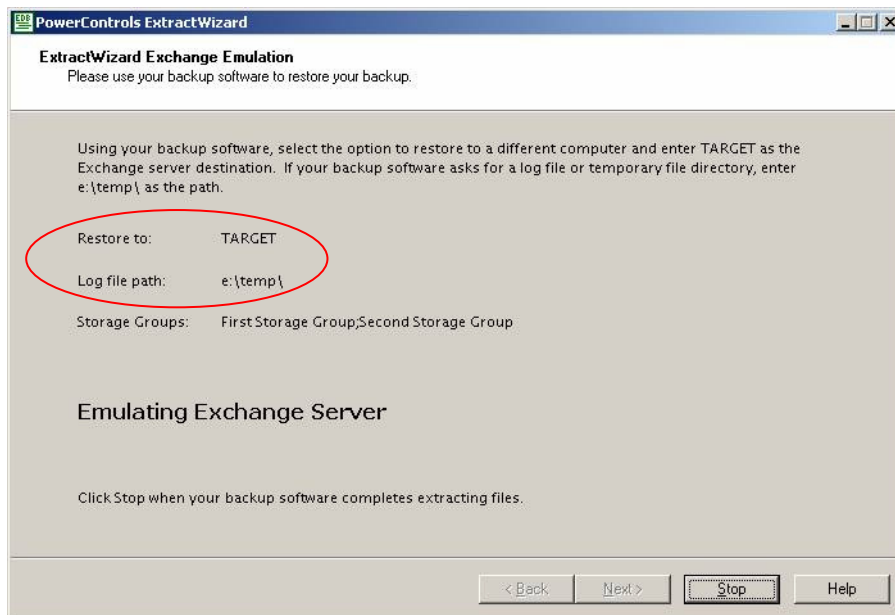 PowerControls ExtractWizard
ExtractWizard Exchange Emulation
Please use your backup software to restore your backup.
Using your backup software, select the option to restore to a different computer and enter TARGET as the
Exchange server destination. If your backup software asks for a log file or temporary file directory, enter
e:\temp\ as the path.
Restore to: TARGET
Log file path: e:\temp\
Storage Groups: First Storage Group;Second Storage Group
Emulating Exchange Server
Click Stop when your backup software completes extracting files.
< Back Next > Stop Help